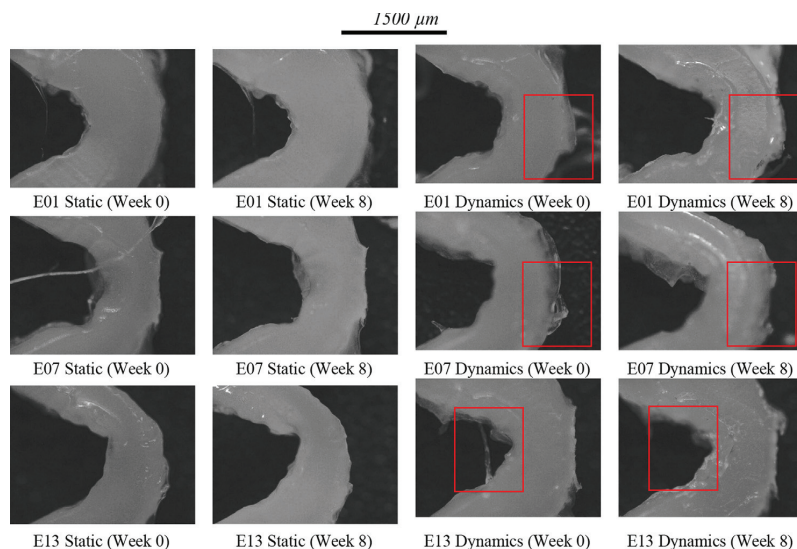 1500 µm
E01 Static (Week 0) E01 Static (Week 8) E01 Dynamics (Week 0) E01 Dynamics (Week 8)
E07 Static (Week 0) E07 Static (Week 8) E07 Dynamics (Week 0) E07 Dynamics (Week 8)
E13 Static (Week 0) E13 Static (Week 8) E13 Dynamics (Week 0) E13 Dynamics (Week 8)